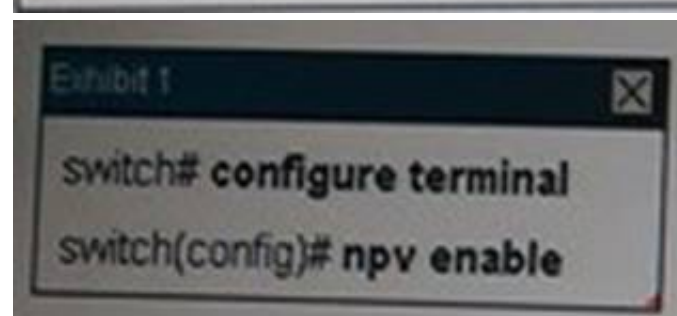 Exhibit 1
switch# configure terminal
switch(config)# npv enable